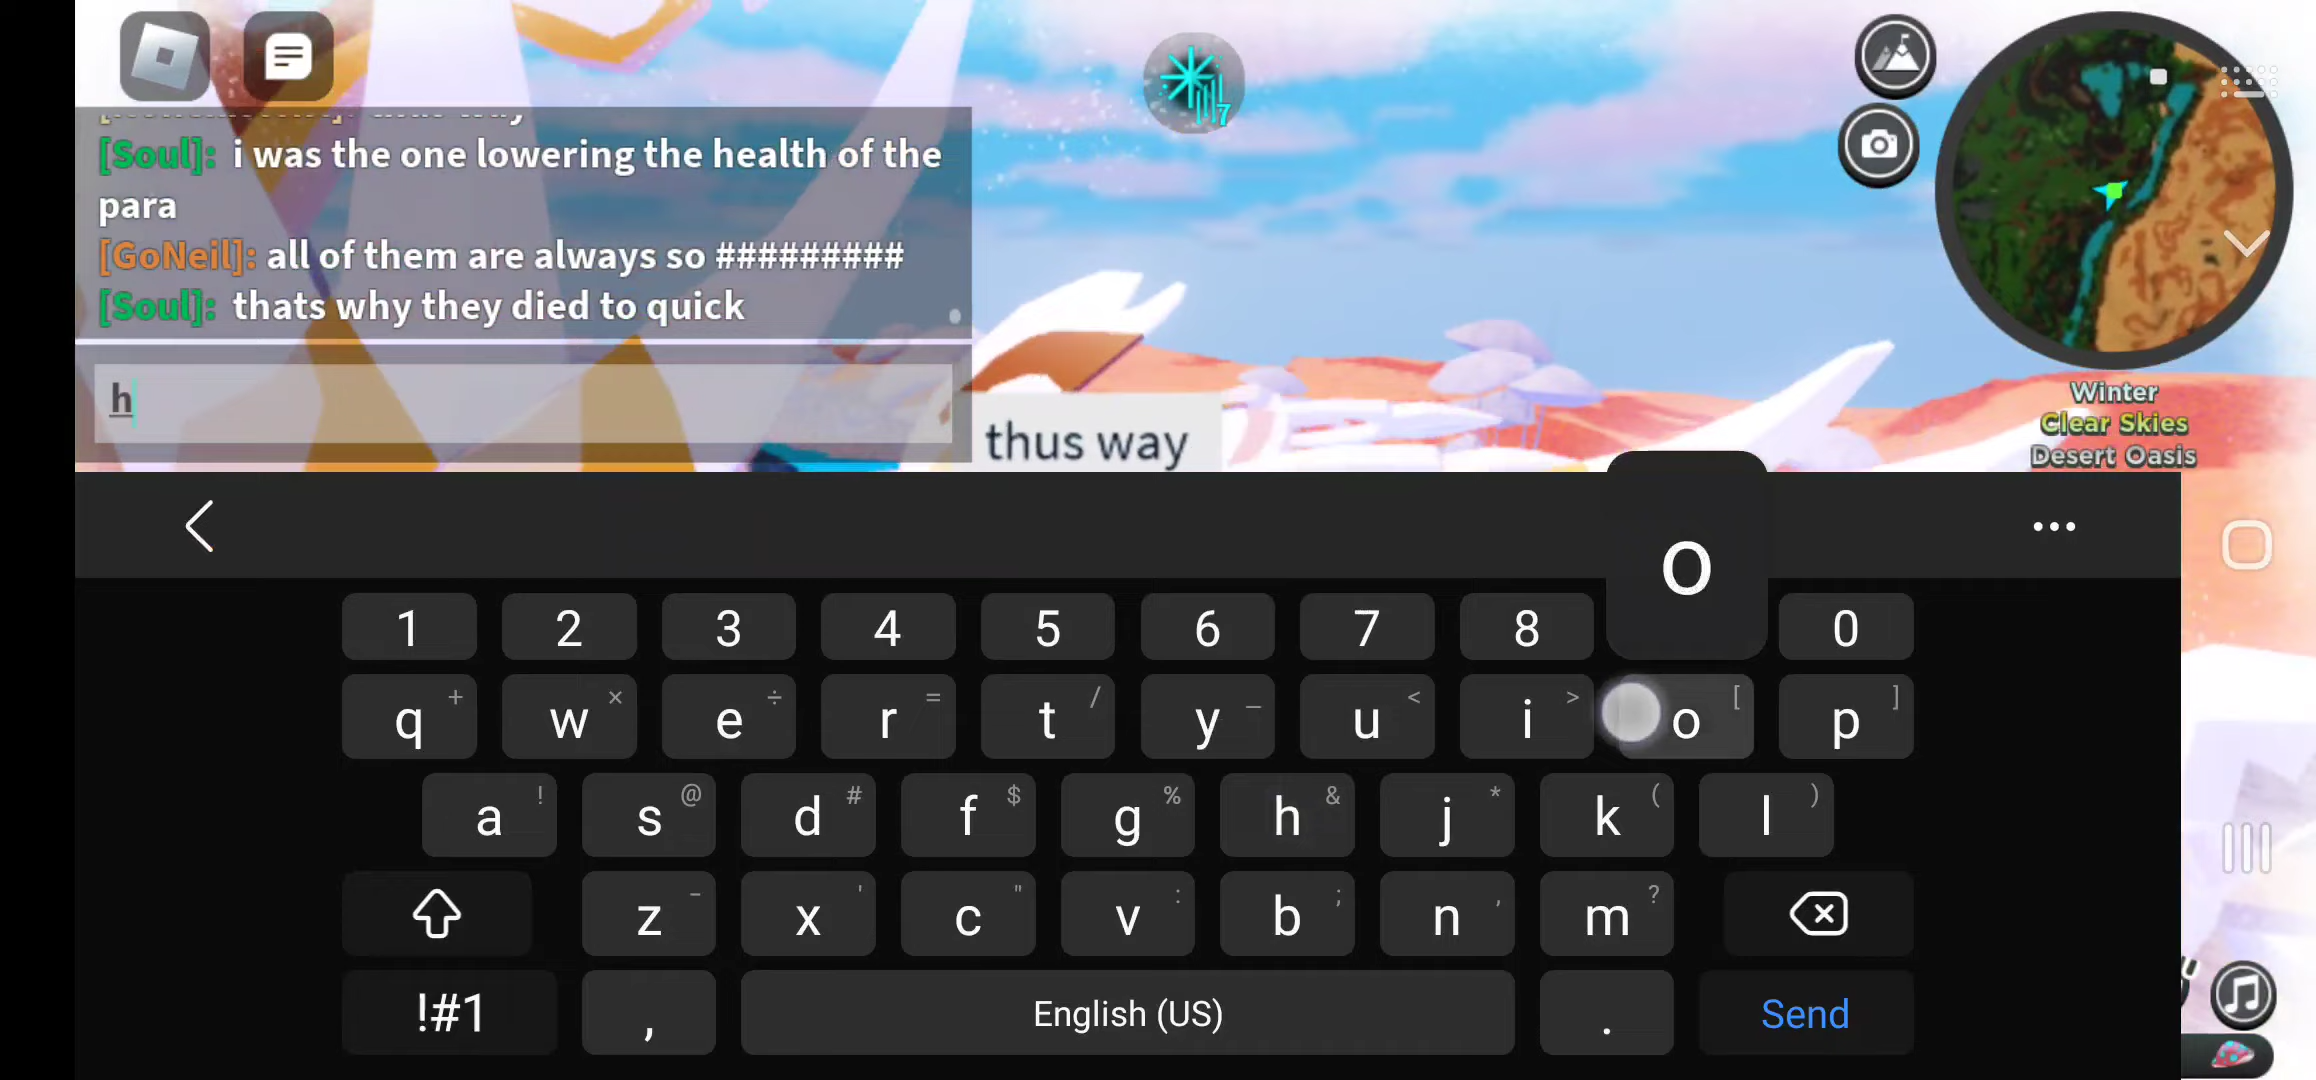 7
[Soul]: i was the one lowering the health of the
para
[GoNeil]: all of them are always so #########
[Soul]: thats why they died to quick
h
thus way
Winter
Clear Skies
Desert Oasis
o
1 2 3 4 5 6 7 8 0
q + w × e ÷ r = t / y _ u < i > o [ p ]
a ! s @ d # f $ g % h & j * k ( l )
z - x ' c " v : b ; n , m ?
!#1 , English (US) . Send